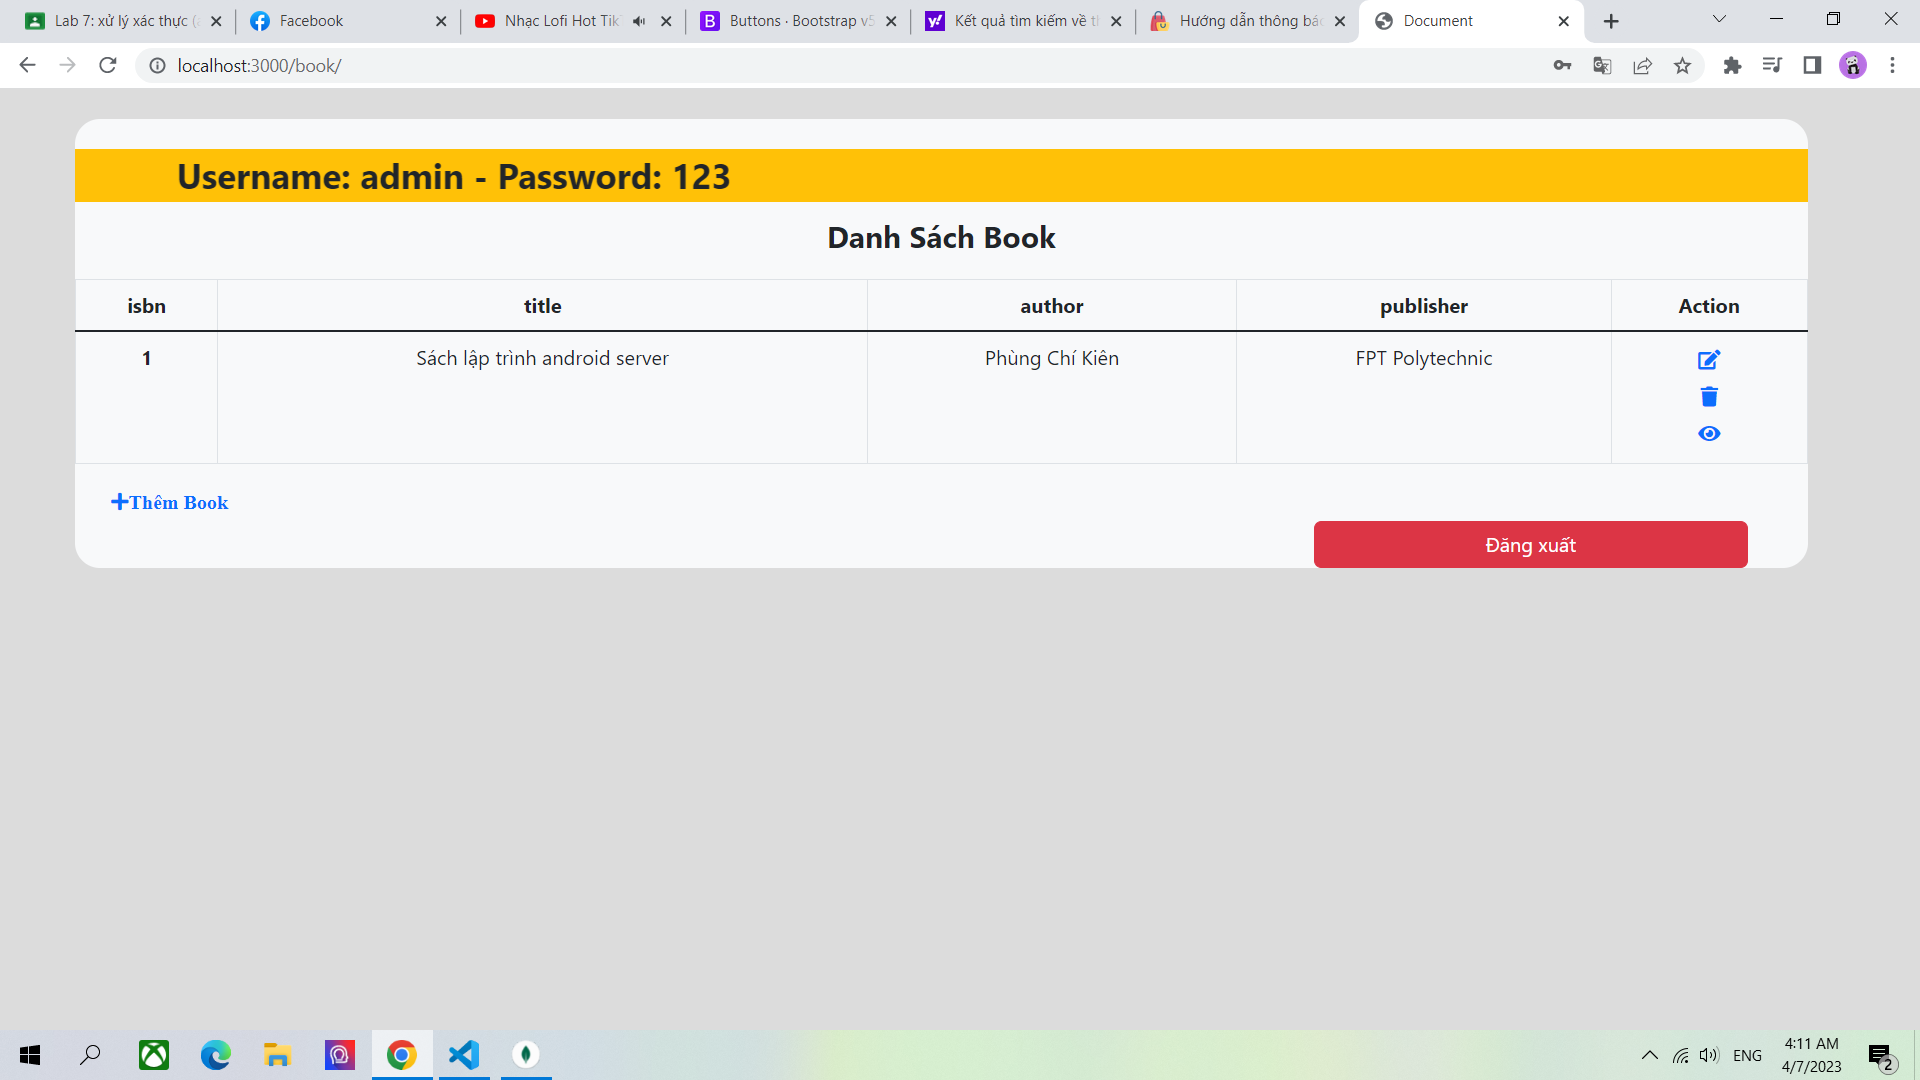 Lab 7: xử lý xác thực (a
Facebook
Nhạc Lofi Hot Tik
Buttons · Bootstrap v5
Kết quả tìm kiếm về th
Hướng dẫn thông báo
Document
localhost:3000/book/
Username: admin - Password: 123
Danh Sách Book
isbn title author publisher Action
1 Sách lập trình android server Phùng Chí Kiên FPT Polytechnic
Thêm Book
Đăng xuất
ENG
4:11 AM
4/7/2023
2